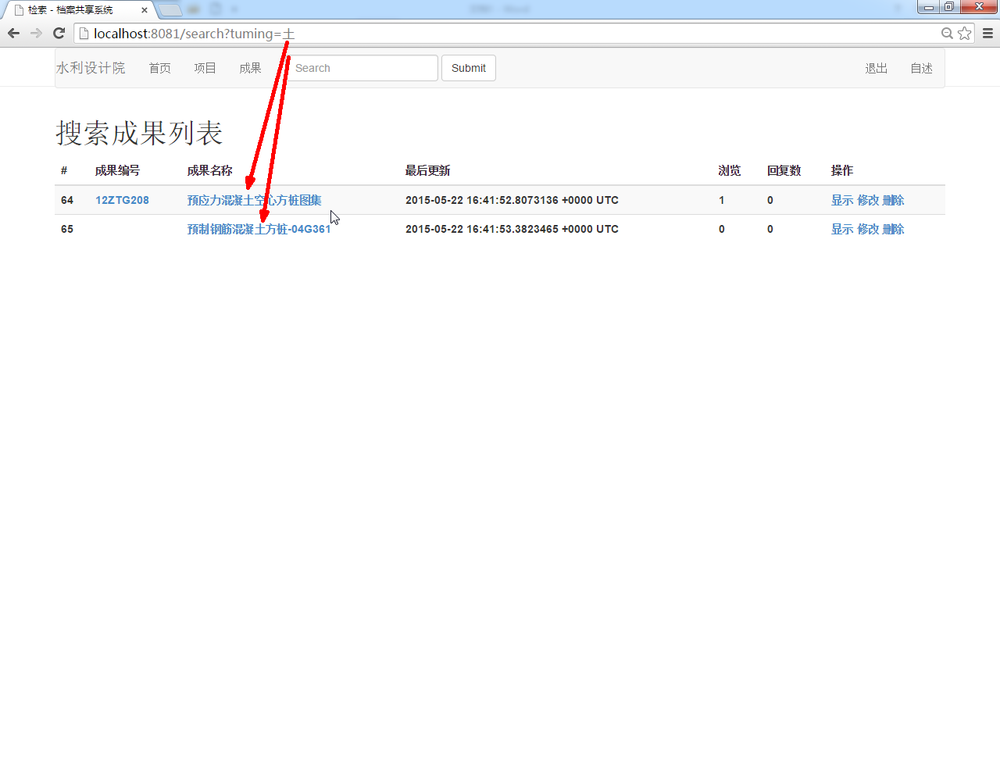 检索 - 档案共享系统
localhost:8081/search?tuming=土
水利设计院 首页 项目 成果 Search Submit 退出 自述
搜索成果列表
# 成果编号 成果名称 最后更新 浏览 回复数 操作
64 12ZTG208 预应力混凝土空心方桩图集 2015-05-22 16:41:52.8073136 +0000 UTC 1 0 显示 修改 删除
65 预制钢筋混凝土方桩-04G361 2015-05-22 16:41:53.3823465 +0000 UTC 0 0 显示 修改 删除